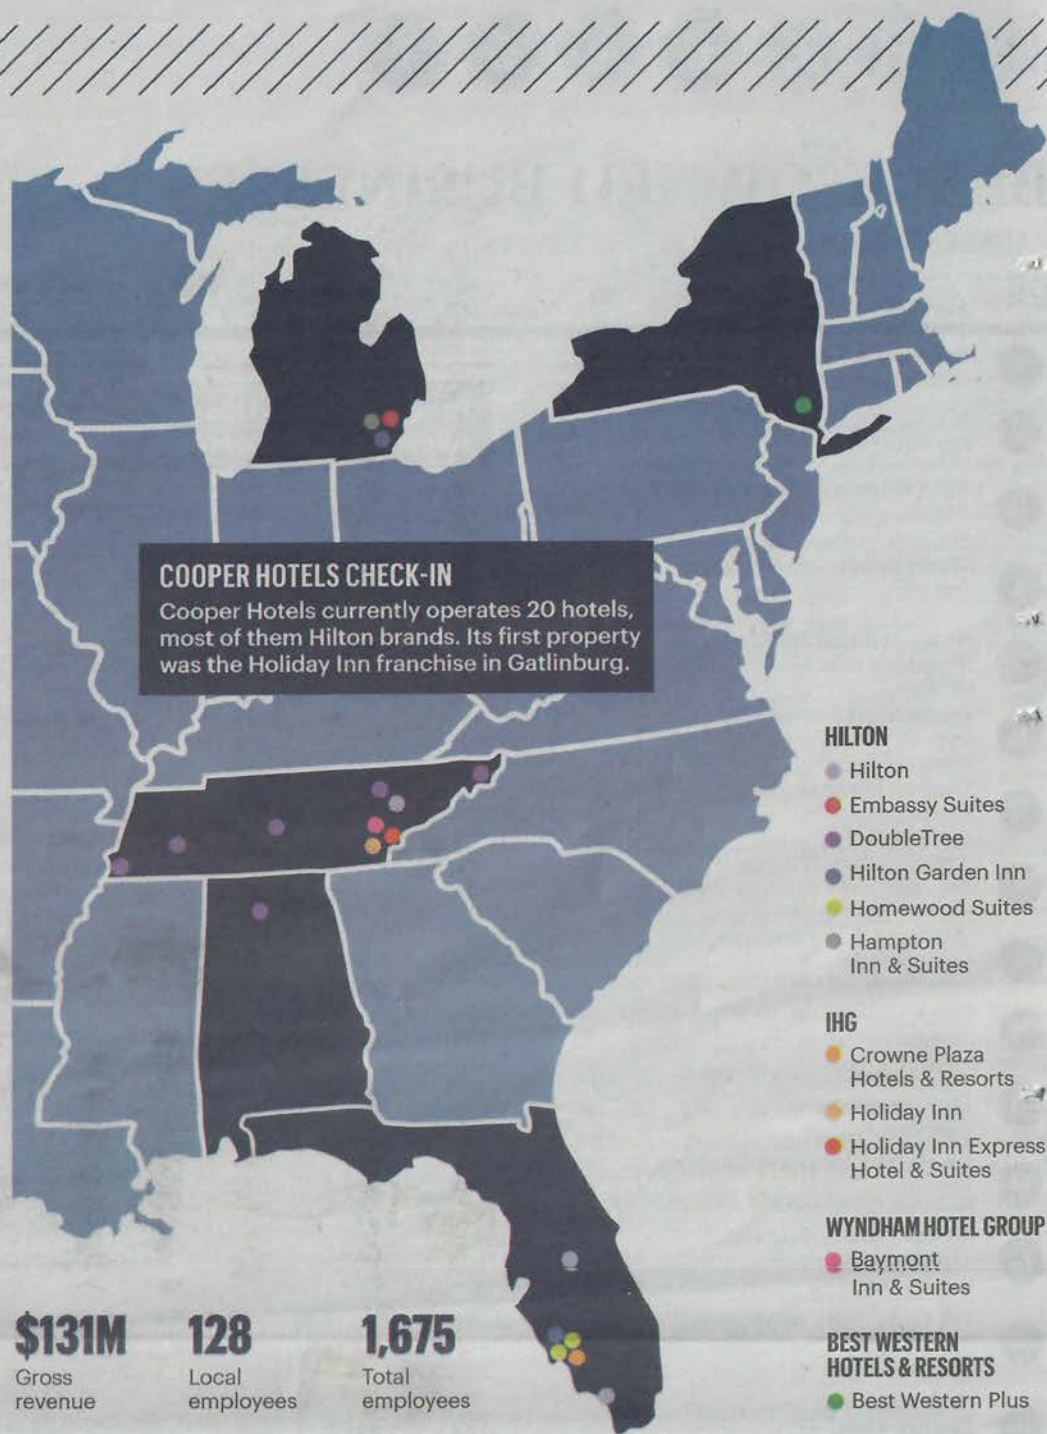 COOPER HOTELS CHECK-IN
Cooper Hotels currently operates 20 hotels,
most of them Hilton brands. Its first property
was the Holiday Inn franchise in Gatlinburg.
HILTON
Hilton
Embassy Suites
DoubleTree
Hilton Garden Inn
Homewood Suites
Hampton
Inn & Suites
IHG
Crowne Plaza
Hotels & Resorts
Holiday Inn
Holiday Inn Express
Hotel & Suites
WYNDHAM HOTEL GROUP
Baymont
Inn & Suites
BEST WESTERN
HOTELS & RESORTS
Best Western Plus
$131M
Gross
revenue
128
Local
employees
1,675
Total
employees